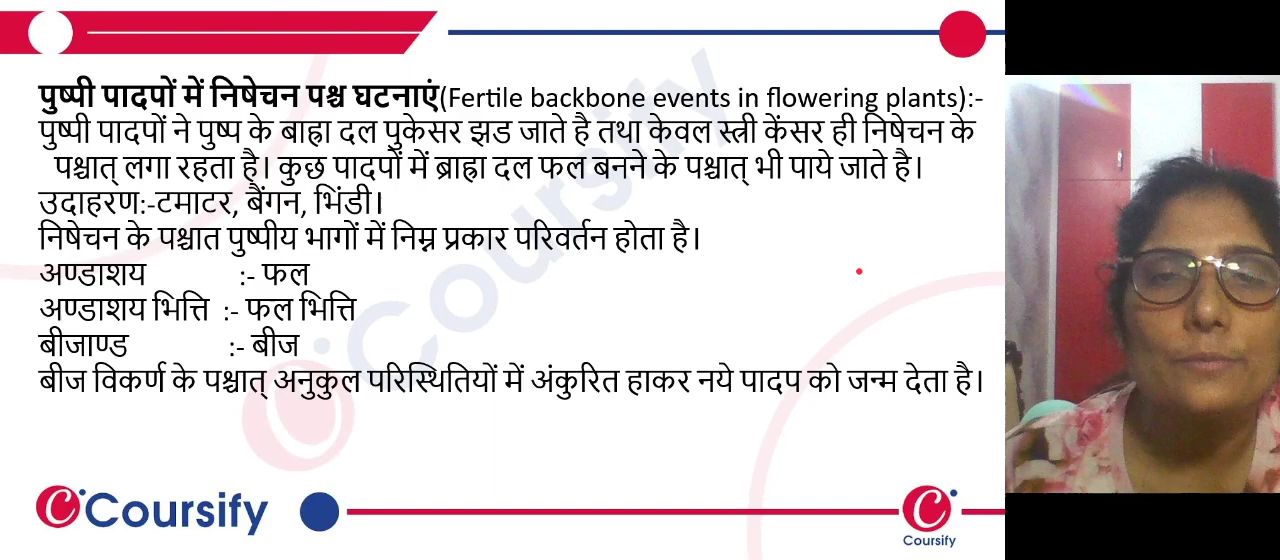 पुष्पी पादपों में निषेचन पश्च घटनाएं(Fertile backbone events in flowering plants):-
पुष्पी पादपों ने पुष्प के बाह्रा दल पुकेसर झड जाते है तथा केवल स्त्री केंसर ही निषेचन के
पश्चात् लगा रहता है। कुछ पादपों में ब्राह्रा दल फल बनने के पश्चात् भी पाये जाते है।
उदाहरण:-टमाटर, बैंगन, भिंडी।
निषेचन के पश्चात पुष्पीय भागों में निम्न प्रकार परिवर्तन होता है।
अण्डाशय :- फल
अण्डाशय भित्ति :- फल भित्ति
बीजाण्ड :- बीज
बीज विकर्ण के पश्चात् अनुकुल परिस्थितियों में अंकुरित हाकर नये पादप को जन्म देता है।
Coursify
Coursify
Coursify